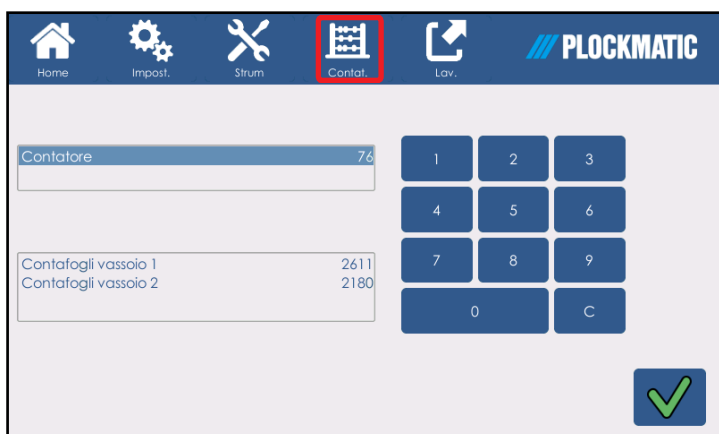 Home Impost. Strum Contat. Lav. PLOCKMATIC
Contatore 76
1 2 3
4 5 6
Contafogli vassoio 1 2611
Contafogli vassoio 2 2180
7 8 9
0 C